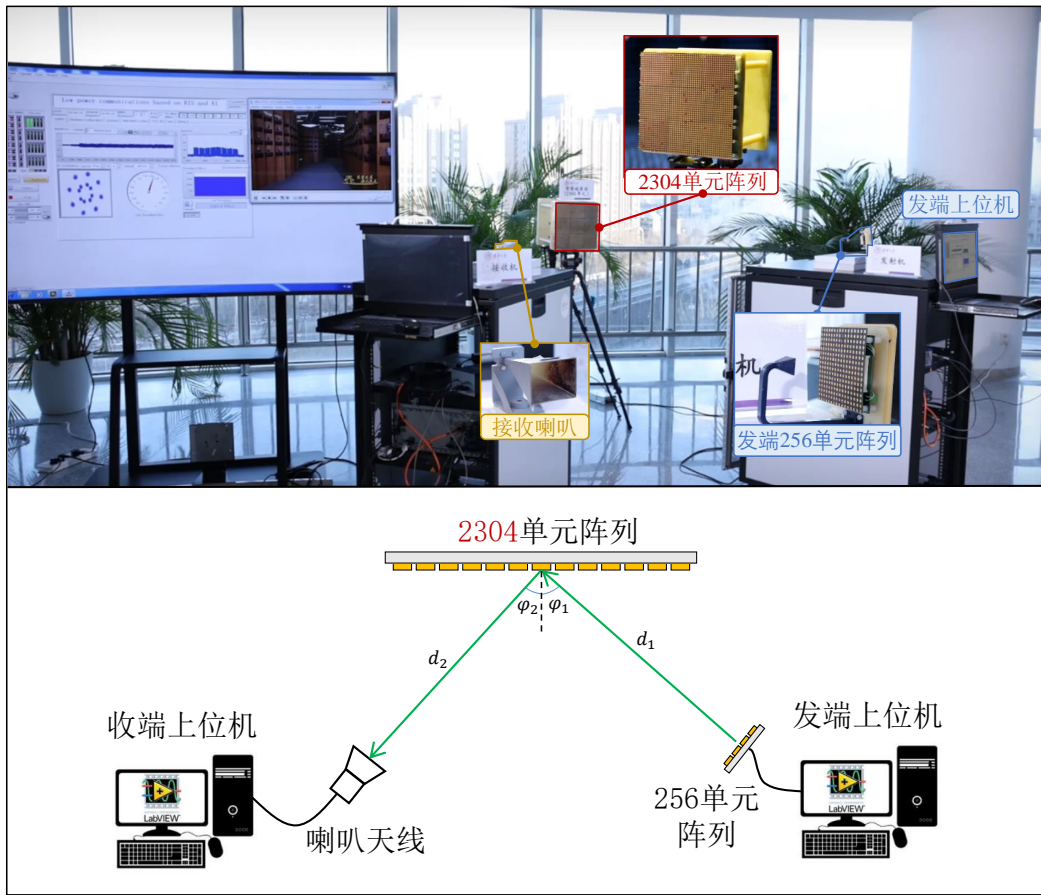 Low power communications based on RIS and AI
2304单元阵列
发端上位机
接收机
发射机
机
接收喇叭
发端256单元阵列
2304单元阵列
φ₂ φ₁
d₂
d₁
收端上位机
发端上位机
LabVIEW
LabVIEW
喇叭天线
256单元
阵列